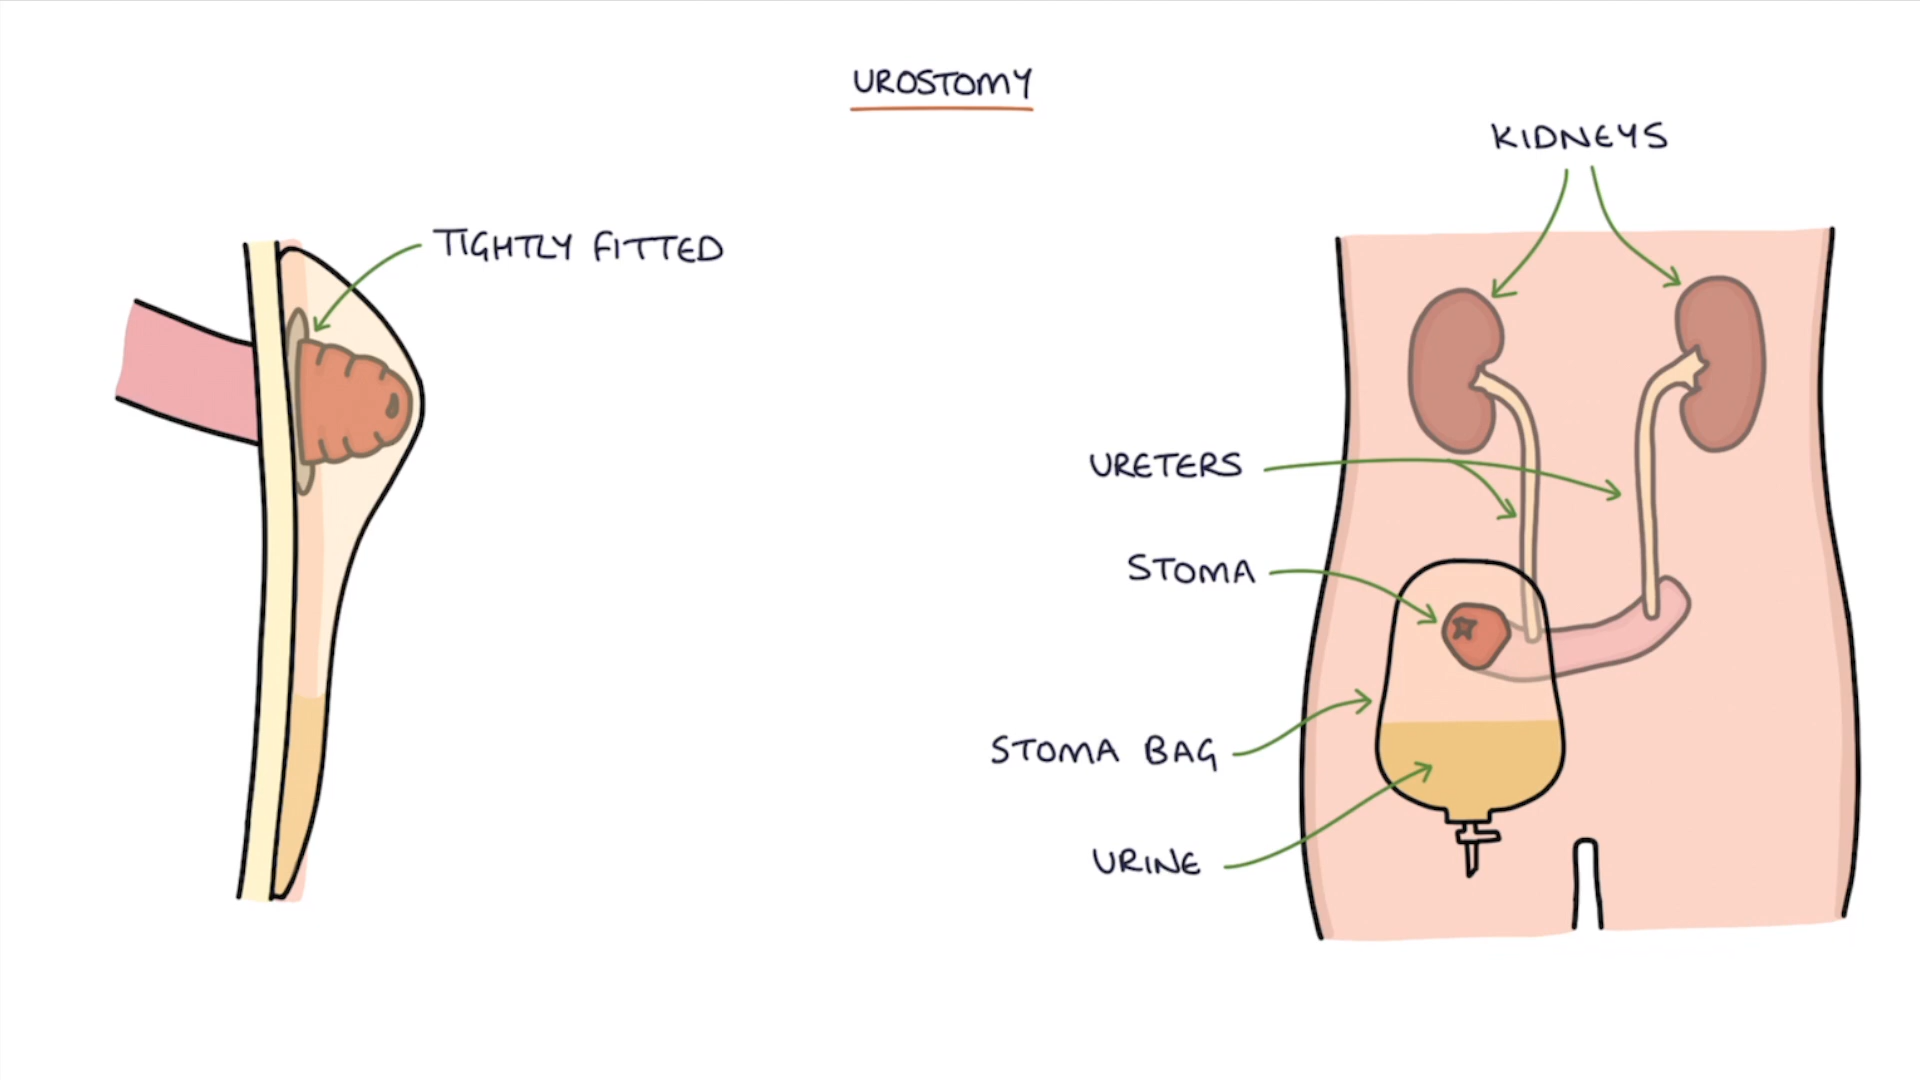 UROSTOMY
KIDNEYS
TIGHTLY FITTED
URETERS
STOMA
STOMA BAG
URINE